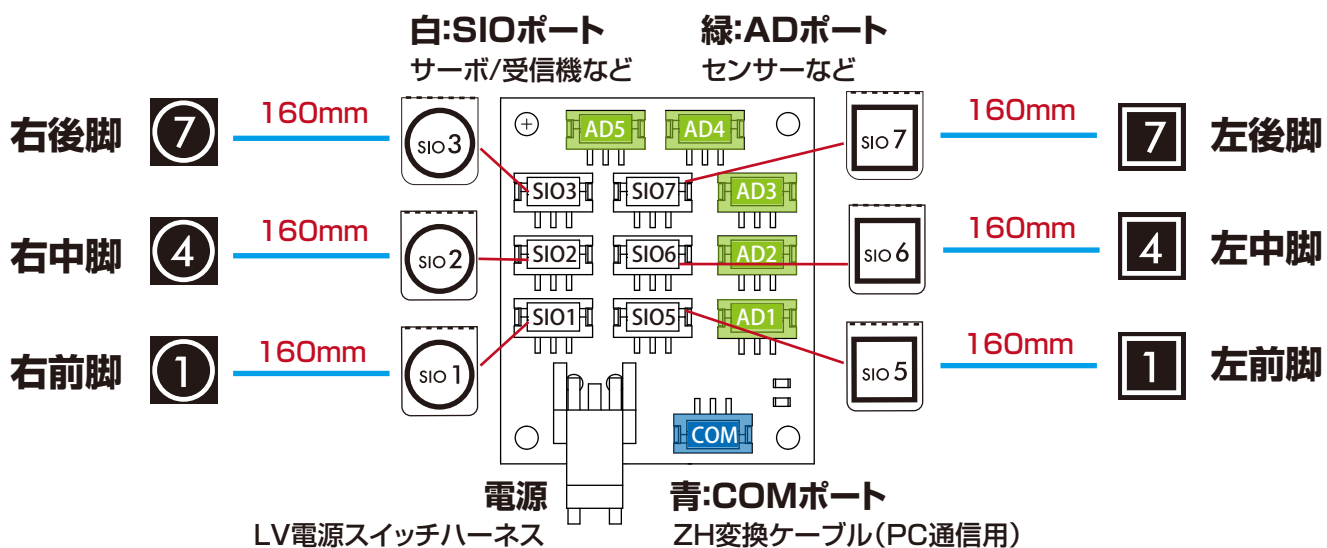 白:SIOポート 緑:ADポート
サーボ/受信機など センサーなど
右後脚 7 160mm SIO 3 AD5 AD4 SIO 7 160mm 7 左後脚
SIO3 SIO7 AD3
右中脚 4 160mm SIO 2 SIO2 SIO6 AD2 SIO 6 160mm 4 左中脚
SIO1 SIO5 AD1
右前脚 1 160mm SIO 1 SIO 5 160mm 1 左前脚
COM
電源 青:COMポート
LV電源スイッチハーネス ZH変換ケーブル(PC通信用)